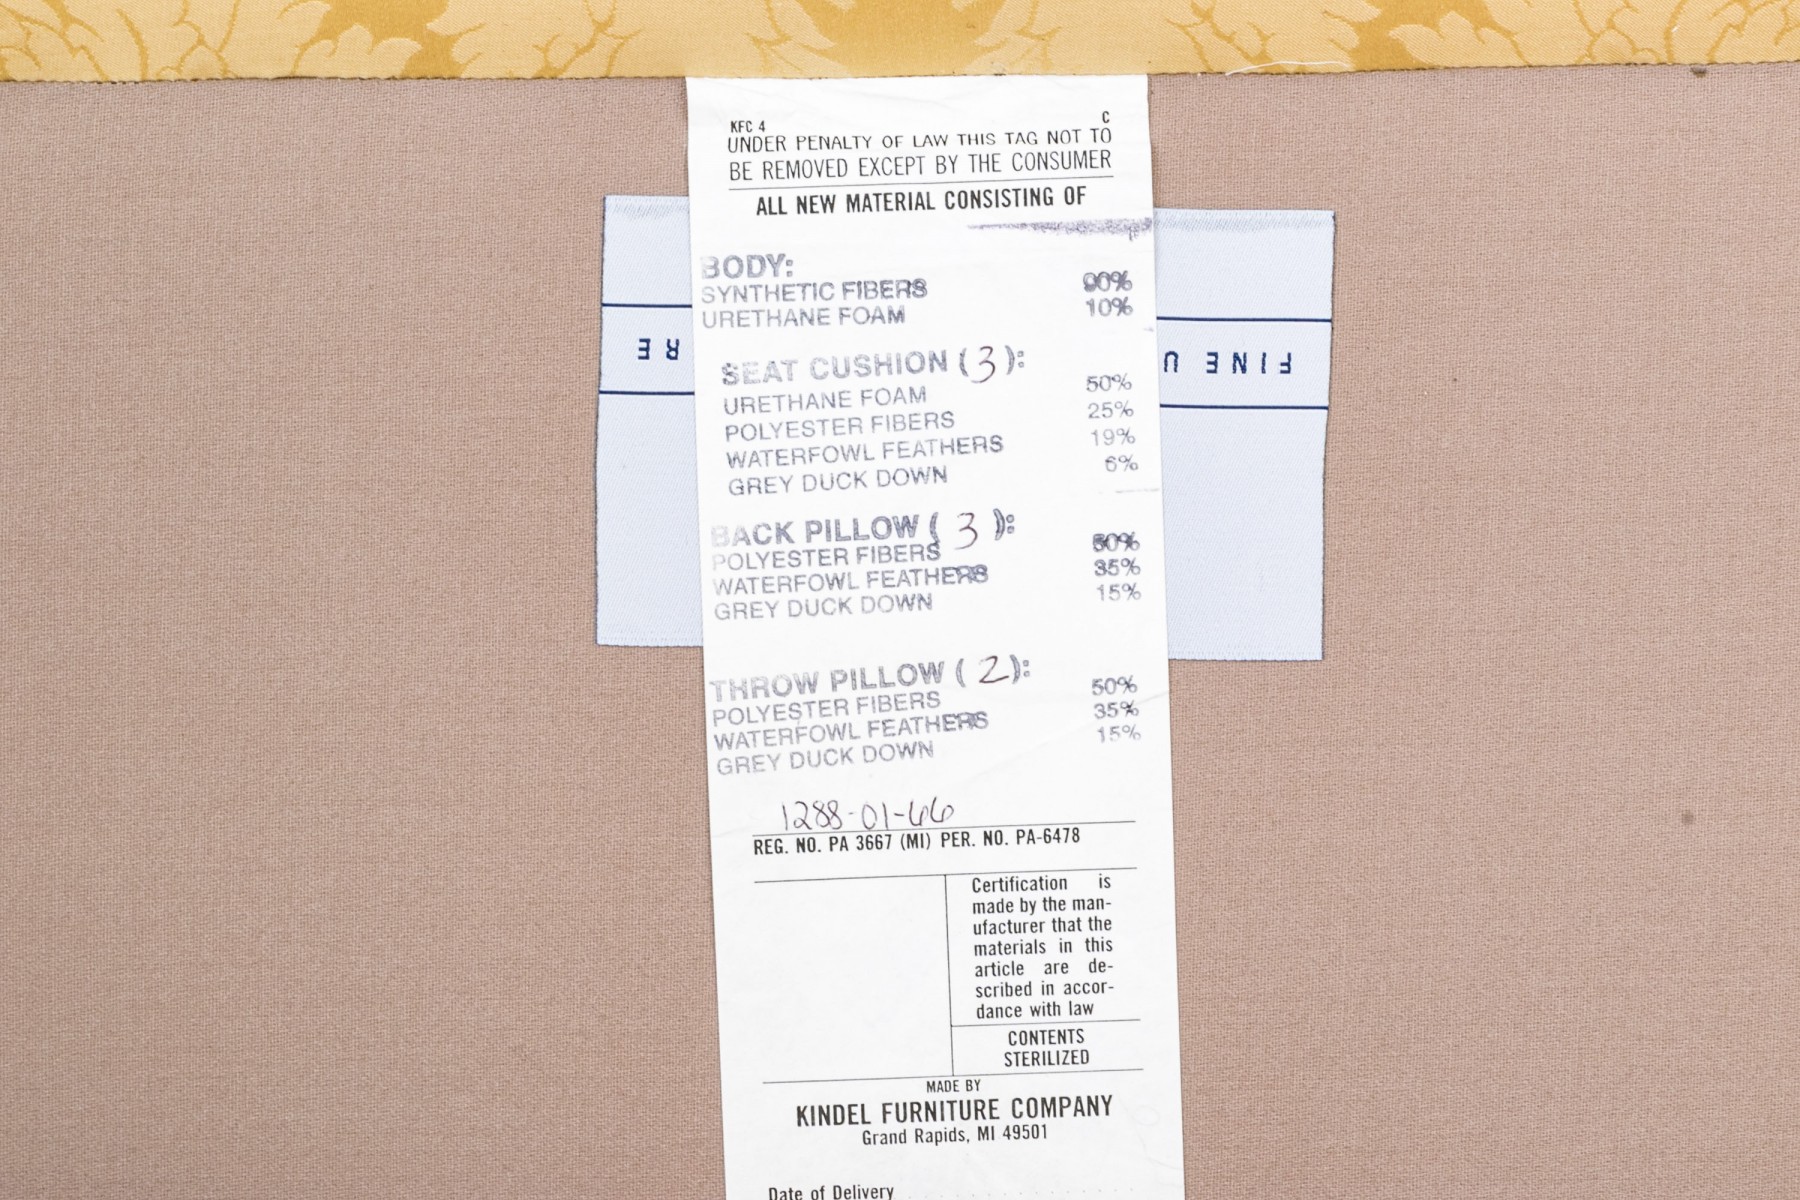 KFC 4 C
UNDER PENALTY OF LAW THIS TAG NOT TO
BE REMOVED EXCEPT BY THE CONSUMER
ALL NEW MATERIAL CONSISTING OF
BODY:
SYNTHETIC FIBERS 90%
URETHANE FOAM 10%
SEAT CUSHION (3):
URETHANE FOAM 50%
POLYESTER FIBERS 25%
WATERFOWL FEATHERS 19%
GREY DUCK DOWN 6%
BACK PILLOW (3):
POLYESTER FIBERS 50%
WATERFOWL FEATHERS 35%
GREY DUCK DOWN 15%
THROW PILLOW (2):
POLYESTER FIBERS 50%
WATERFOWL FEATHERS 35%
GREY DUCK DOWN 15%
1288-01-66
REG. NO. PA 3667 (MI) PER. NO. PA-6478
Certification is
made by the man-
ufacturer that the
materials in this
article are de-
scribed in accor-
dance with law
CONTENTS
STERILIZED
MADE BY
KINDEL FURNITURE COMPANY
Grand Rapids, MI 49501
Date of Delivery
FINE